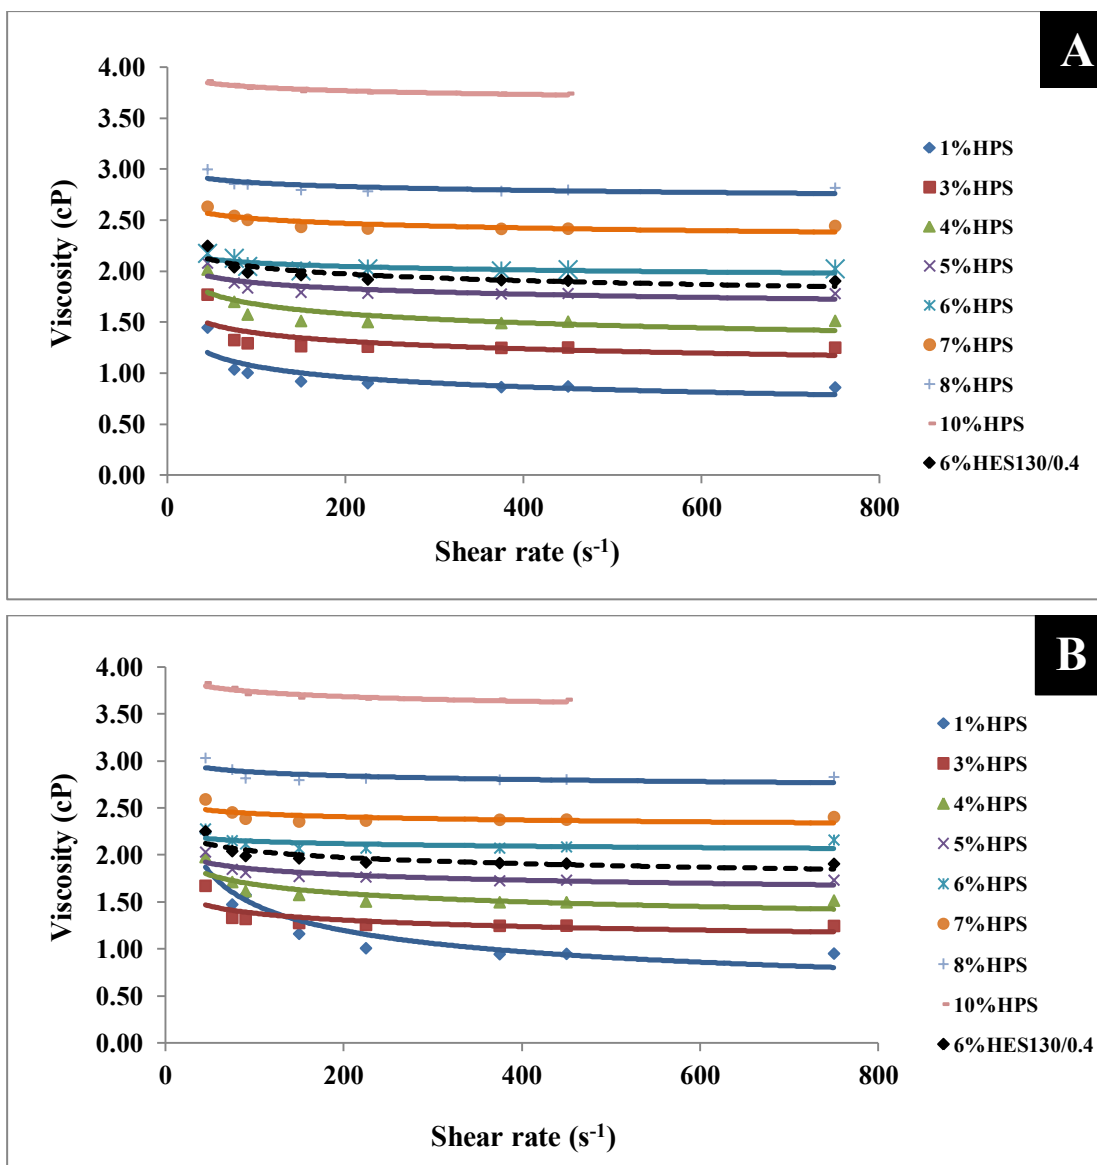 A
4.00
3.50
3.00
2.50
2.00
1.50
1.00
0.50
0.00
Viscosity (cP)
0
200
400
600
800
Shear rate (s⁻¹)
1%HPS
3%HPS
4%HPS
5%HPS
6%HPS
7%HPS
8%HPS
10%HPS
6%HES130/0.4
B
4.00
3.50
3.00
2.50
2.00
1.50
1.00
0.50
0.00
Viscosity (cP)
0
200
400
600
800
Shear rate (s⁻¹)
1%HPS
3%HPS
4%HPS
5%HPS
6%HPS
7%HPS
8%HPS
10%HPS
6%HES130/0.4